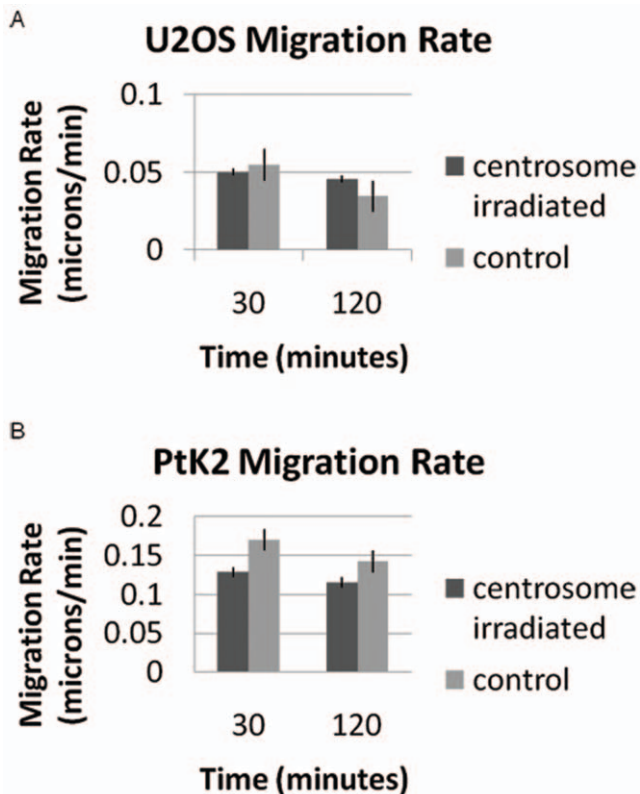 A
U2OS Migration Rate
Migration Rate
(microns/min)
0.1
0.05
0
30
120
Time (minutes)
centrosome
irradiated
control
B
PtK2 Migration Rate
Migration Rate
(microns/min)
0.2
0.15
0.1
0.05
0
30
120
Time (minutes)
centrosome
irradiated
control